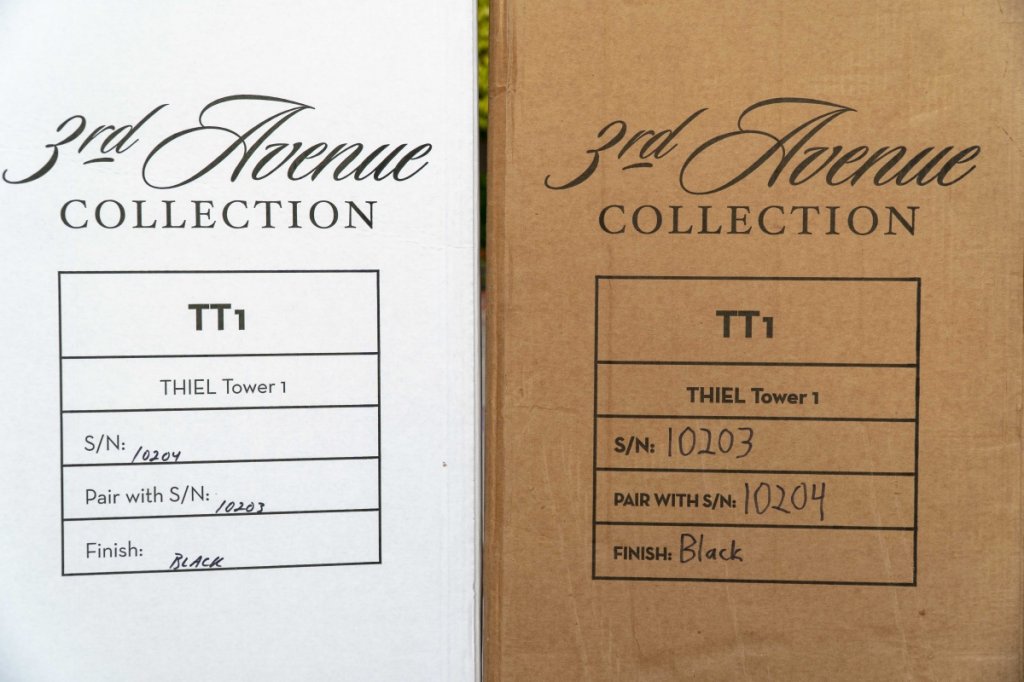 3rd Avenue
COLLECTION
TT1
THIEL Tower 1
S/N: 10204
Pair with S/N: 10203
Finish: BLACK
3rd Avenue
COLLECTION
TT1
THIEL Tower 1
S/N: 10203
PAIR WITH S/N: 10204
FINISH: Black